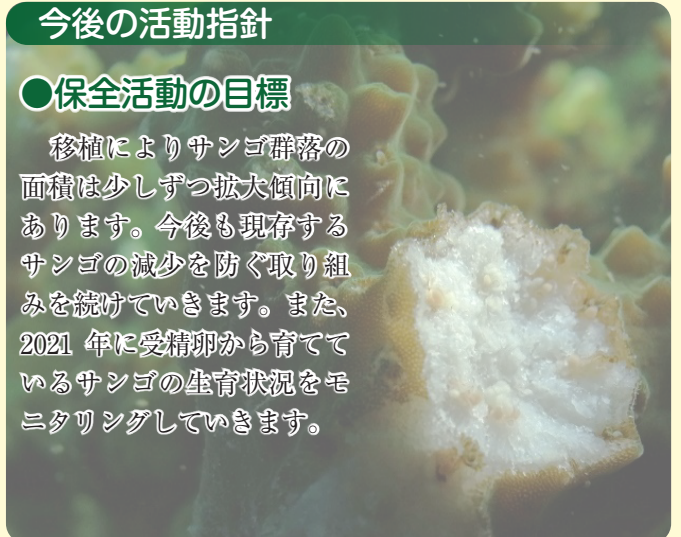 今後の活動指針
●保全活動の目標
移植によりサンゴ群落の
面積は少しずつ拡大傾向に
あります。今後も現存する
サンゴの減少を防ぐ取り組
みを続けていきます。また、
2021 年に受精卵から育てて
いるサンゴの生育状況をモ
ニタリングしていきます。